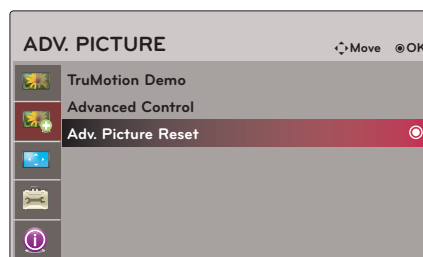 ADV. PICTURE
Move OK
TruMotion Demo
Advanced Control
Adv. Picture Reset